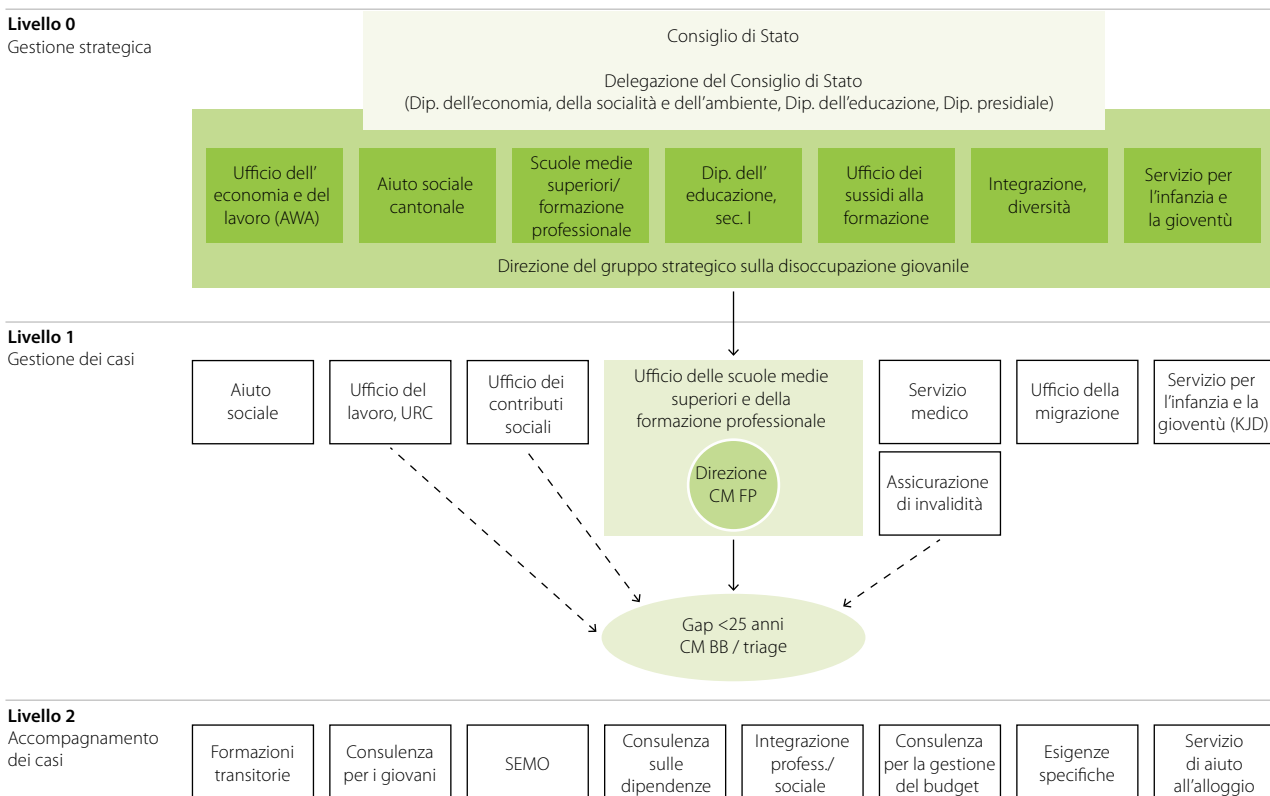 Livello 0
Gestione strategica
Consiglio di Stato
Delegazione del Consiglio di Stato
(Dip. dell'economia, della socialità e dell'ambiente, Dip. dell'educazione, Dip. presidiale)
Ufficio dell'
economia e del
lavoro (AWA)
Aiuto sociale
cantonale
Scuole medie
superiori/
formazione
professionale
Dip. dell'
educazione,
sec. I
Ufficio dei
sussidi alla
formazione
Integrazione,
diversità
Servizio per
l'infanzia e
la gioventù
Direzione del gruppo strategico sulla disoccupazione giovanile
Livello 1
Gestione dei casi
Aiuto
sociale
Ufficio del
lavoro, URC
Ufficio dei
contributi
sociali
Ufficio delle scuole medie
superiori e della
formazione professionale
Direzione
CM FP
Servizio
medico
Ufficio della
migrazione
Servizio per
l'infanzia e la
gioventù (KJD)
Assicurazione
di invalidità
Gap <25 anni
CM BB / triage
Livello 2
Accompagnamento
dei casi
Formazioni
transitorie
Consulenza
per i giovani
SEMO
Consulenza
sulle
dipendenze
Integrazione
profess./
sociale
Consulenza
per la gestione
del budget
Esigenze
specifiche
Servizio
di aiuto
all'alloggio